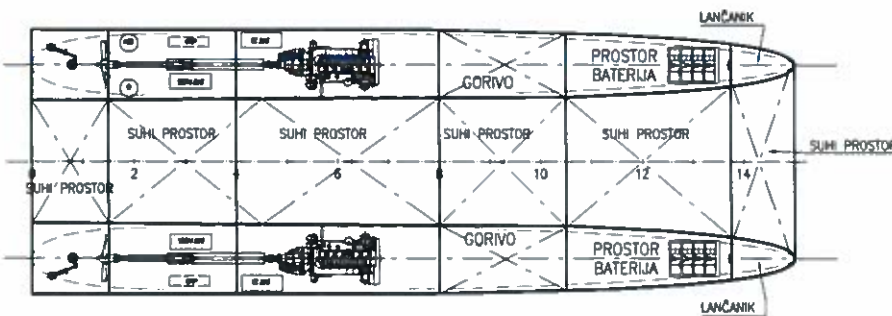 LANČANIK
PROSTOR
BATERIJA
GORIVO
SUHI PROSTOR
SUHI PROSTOR
SUHI PROSTOR
SUHI PROSTOR
SUHI PROSTOR
0
2
4
6
8
10
12
14
SUHI PROSTOR
GORIVO
PROSTOR
BATERIJA
LANČANIK